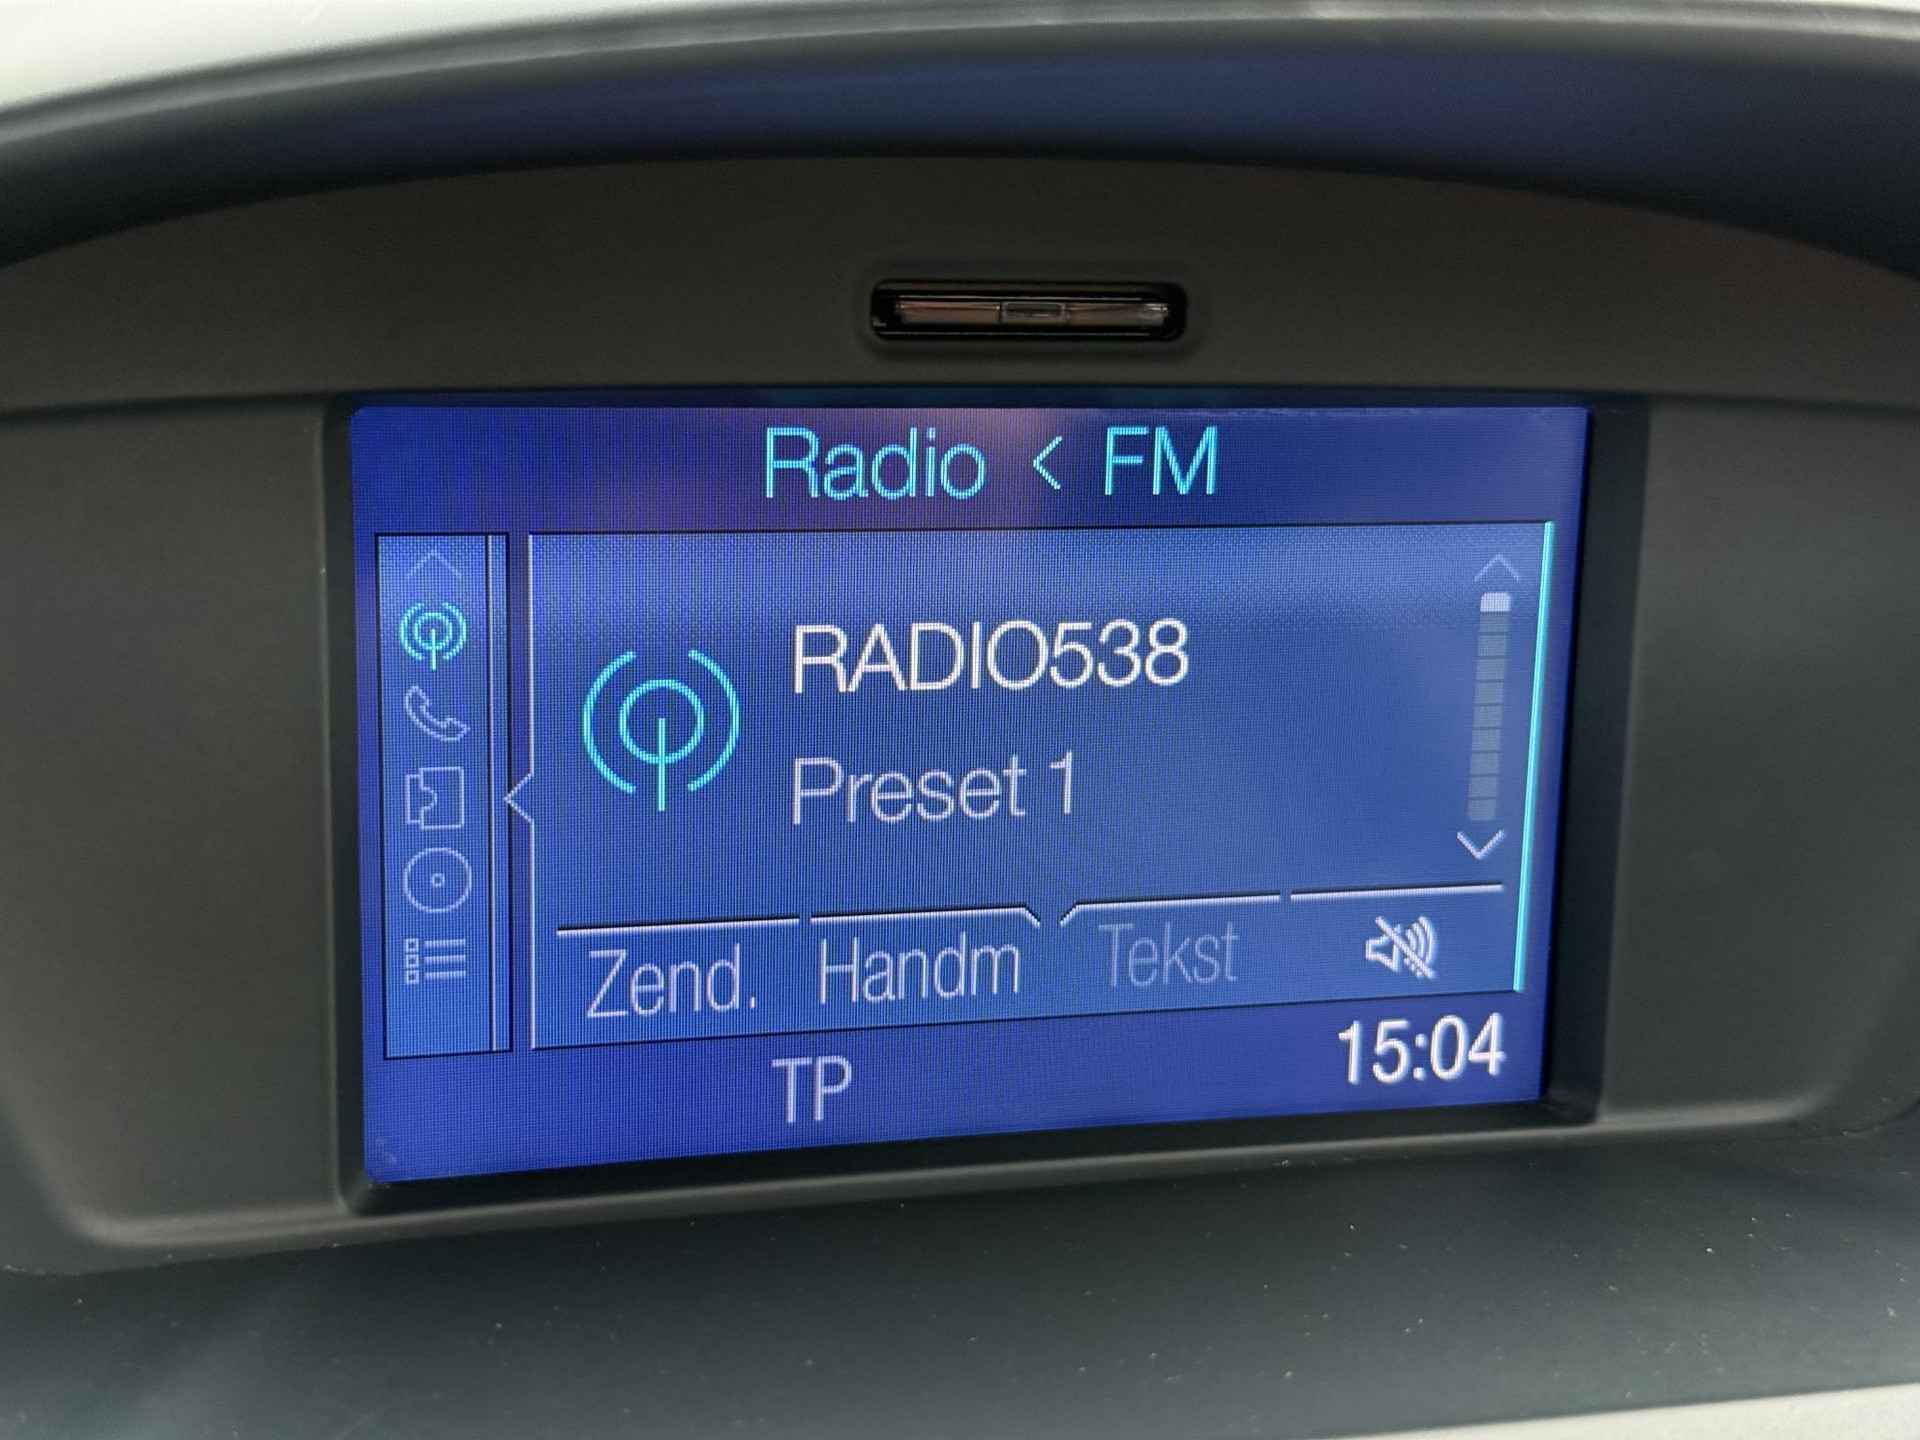 Radio < FM
RADIO538
Preset 1
Zend. Handm Tekst
TP 15:04